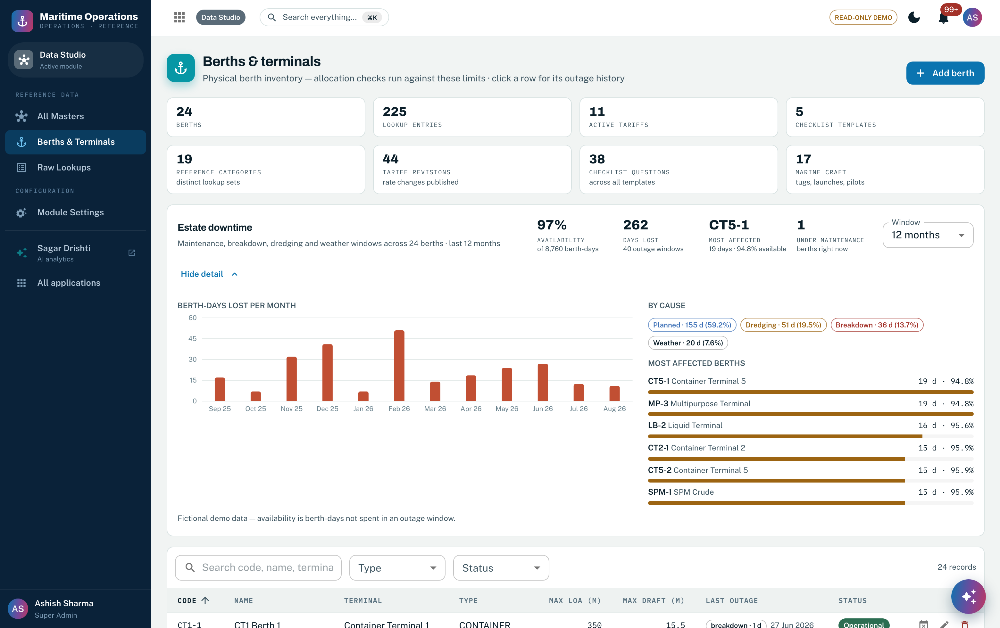 Maritime Operations
OPERATIONS · REFERENCE
Data Studio
Active module
REFERENCE DATA
All Masters
Berths & Terminals
Raw Lookups
CONFIGURATION
Module Settings
Sagar Drishti
AI analytics
All applications
AS
Ashish Sharma
Super Admin
Data Studio
Search everything... ⌘K
READ-ONLY DEMO
99+
AS
Berths & terminals
Physical berth inventory — allocation checks run against these limits · click a row for its outage history
Add berth
24
BERTHS
225
LOOKUP ENTRIES
11
ACTIVE TARIFFS
5
CHECKLIST TEMPLATES
19
REFERENCE CATEGORIES
distinct lookup sets
44
TARIFF REVISIONS
rate changes published
38
CHECKLIST QUESTIONS
across all templates
17
MARINE CRAFT
tugs, launches, pilots
Estate downtime
Maintenance, breakdown, dredging and weather windows across 24 berths · last 12 months
97%
AVAILABILITY
of 8,760 berth-days
262
DAYS LOST
40 outage windows
CT5-1
MOST AFFECTED
19 days · 94.8% available
1
UNDER MAINTENANCE
berths right now
Window
12 months
Hide detail
BERTH-DAYS LOST PER MONTH
60
45
30
15
0
Sep 25 Oct 25 Nov 25 Dec 25 Jan 26 Feb 26 Mar 26 Apr 26 May 26 Jun 26 Jul 26 Aug 26
BY CAUSE
Planned · 155 d (59.2%) Dredging · 51 d (19.5%) Breakdown · 36 d (13.7%)
Weather · 20 d (7.6%)
MOST AFFECTED BERTHS
CT5-1 Container Terminal 5 19 d · 94.8%
MP-3 Multipurpose Terminal 19 d · 94.8%
LB-2 Liquid Terminal 16 d · 95.6%
CT2-1 Container Terminal 2 15 d · 95.9%
CT5-2 Container Terminal 5 15 d · 95.9%
SPM-1 SPM Crude 15 d · 95.9%
Fictional demo data — availability is berth-days not spent in an outage window.
Search code, name, termina
Type
Status
24 records
CODE NAME TERMINAL TYPE MAX LOA (M) MAX DRAFT (M) LAST OUTAGE STATUS
CT1-1 CT1 Berth 1 Container Terminal 1 CONTAINER 350 15.5 breakdown · 1 d 27 Jun 2026 Operational